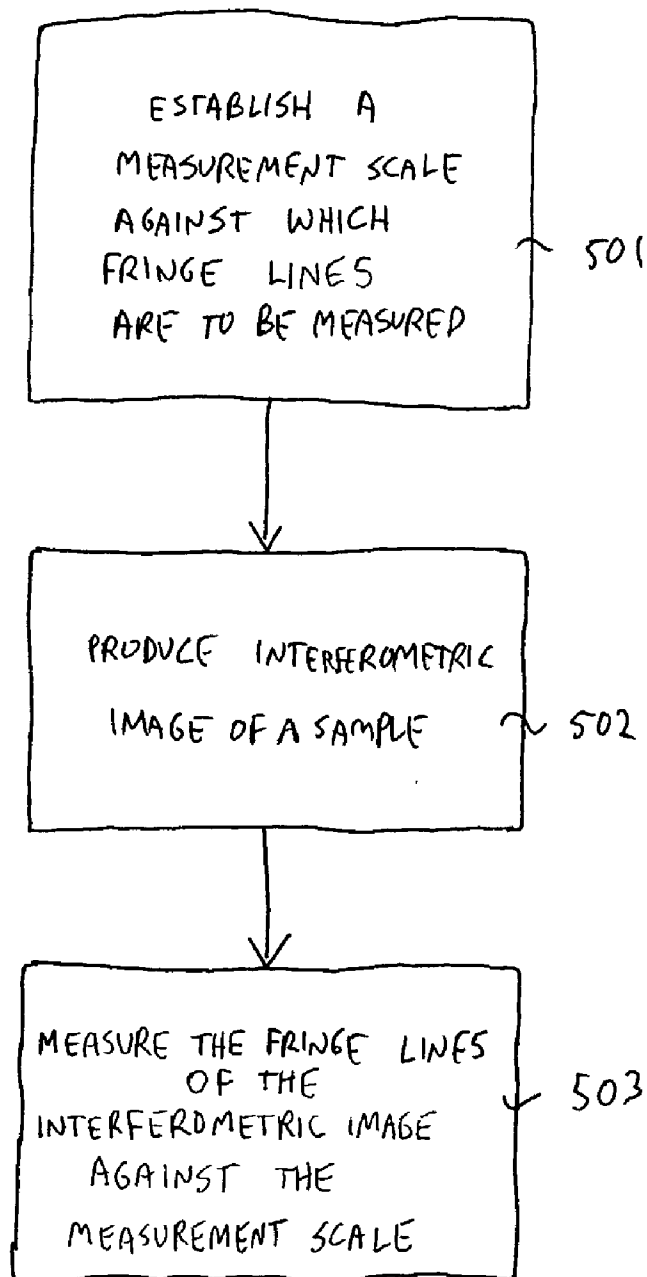 ESTABLISH A
MEASUREMENT SCALE
AGAINST WHICH
FRINGE LINES
ARE TO BE MEASURED
501
PRODUCE INTERFEROMETRIC
IMAGE OF A SAMPLE
502
MEASURE THE FRINGE LINES
OF THE
INTERFEROMETRIC IMAGE
AGAINST THE
MEASUREMENT SCALE
503